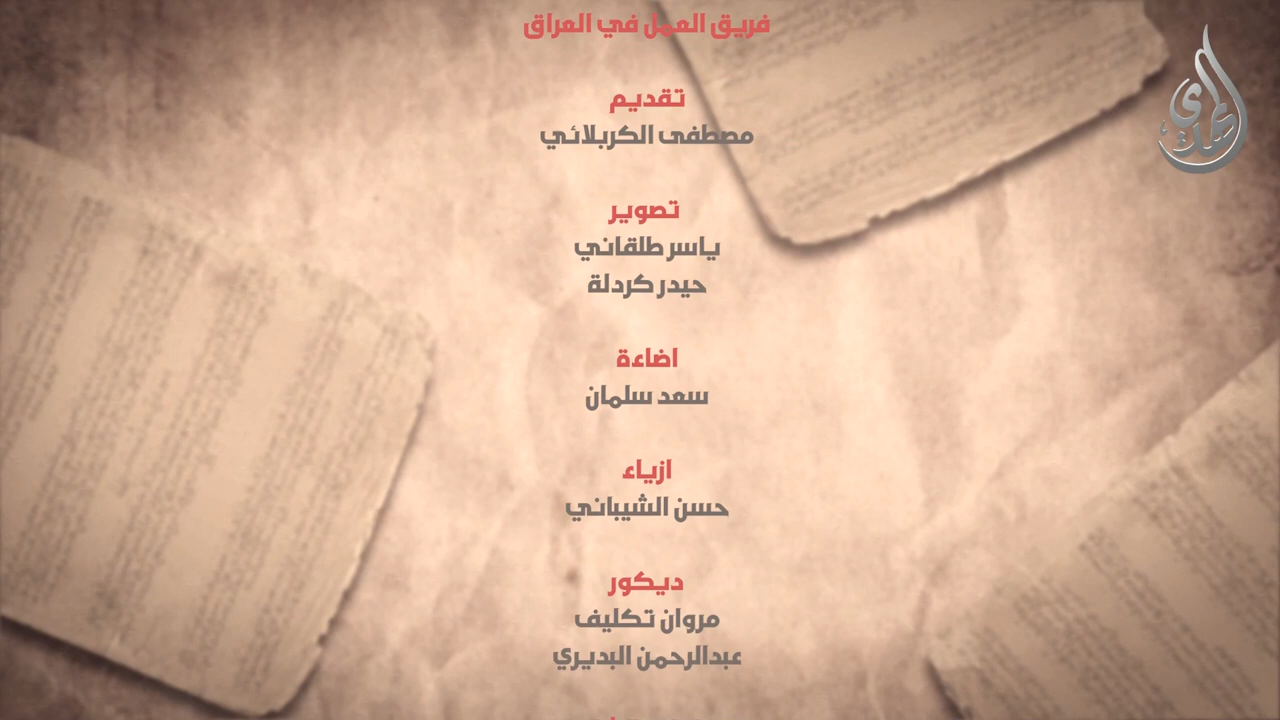 فريق العمل في العراق
تقديم
مصطفى الكربلائي
تصوير
ياسر طلقاني
حيدر كردلة
اضاءة
سعد سلمان
ازياء
حسن الشيباني
ديكور
مروان تكليف
عبدالرحمن البديري